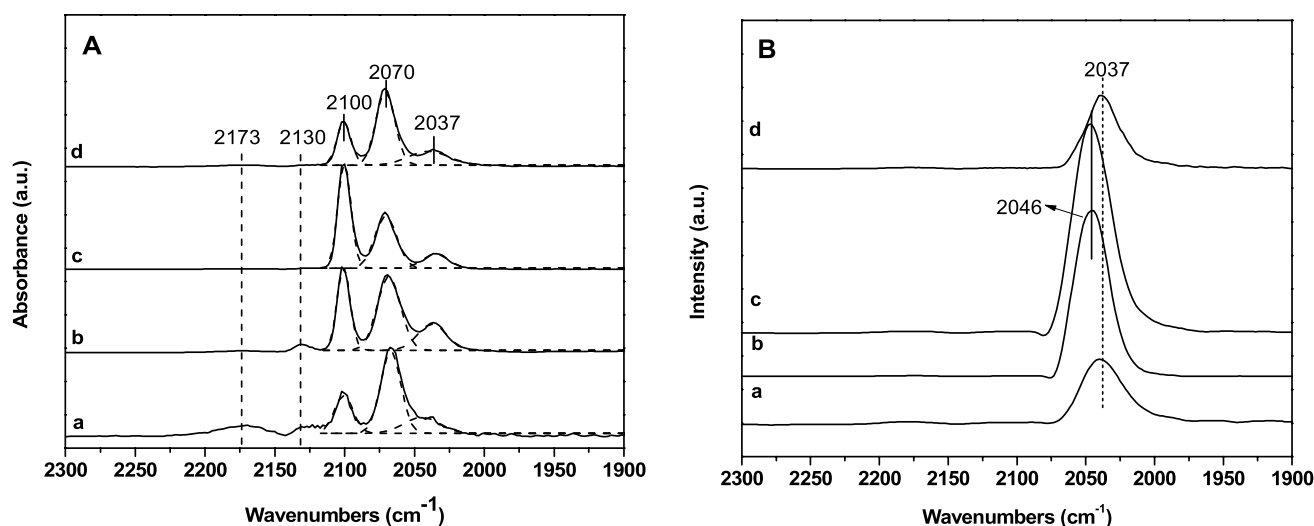 A
2070
2100
2173 2130 2037
d
c
b
a
Absorbance (a.u.)
2300 2250 2200 2150 2100 2050 2000 1950 1900
Wavenumbers (cm-1)
B
2037
d
2046
c
b
a
Intensity (a.u.)
2300 2250 2200 2150 2100 2050 2000 1950 1900
Wavenumbers (cm-1)